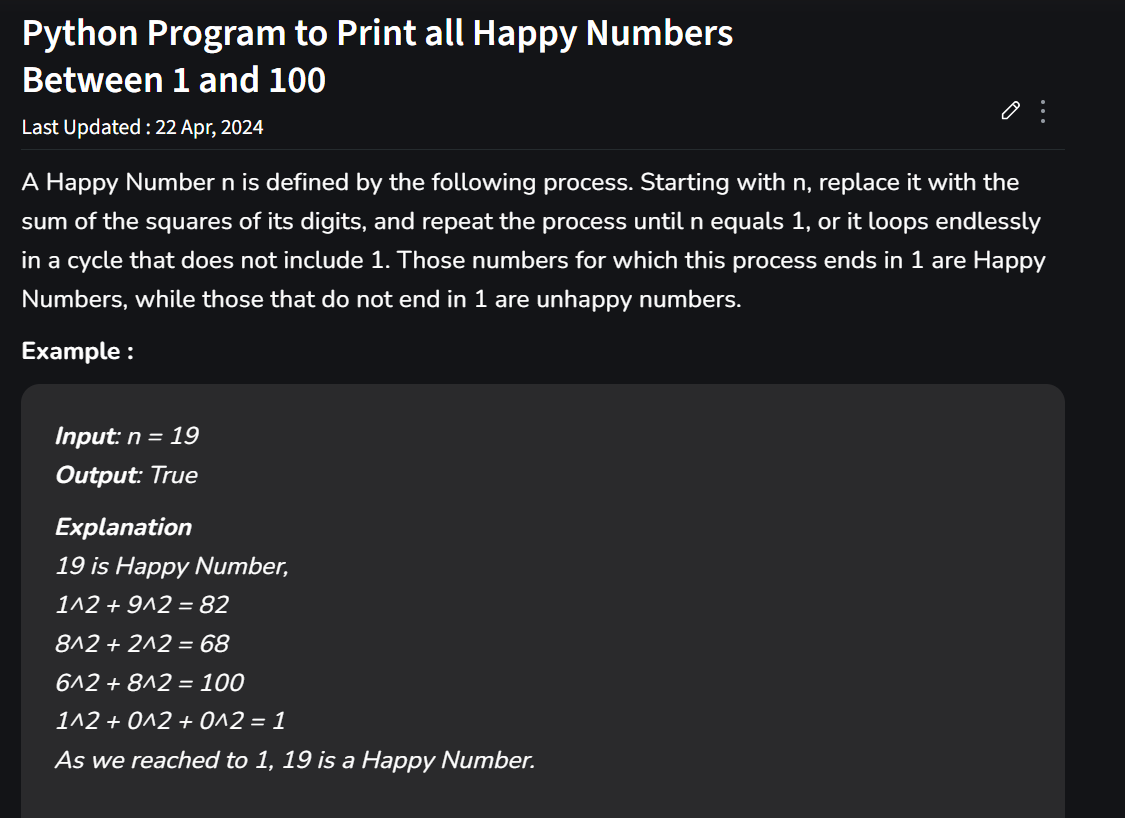 Python Program to Print all Happy Numbers
Between 1 and 100
Last Updated : 22 Apr, 2024
A Happy Number n is defined by the following process. Starting with n, replace it with the
sum of the squares of its digits, and repeat the process until n equals 1, or it loops endlessly
in a cycle that does not include 1. Those numbers for which this process ends in 1 are Happy
Numbers, while those that do not end in 1 are unhappy numbers.
Example :
Input: n = 19
Output: True
Explanation
19 is Happy Number,
1^2 + 9^2 = 82
8^2 + 2^2 = 68
6^2 + 8^2 = 100
1^2 + 0^2 + 0^2 = 1
As we reached to 1, 19 is a Happy Number.